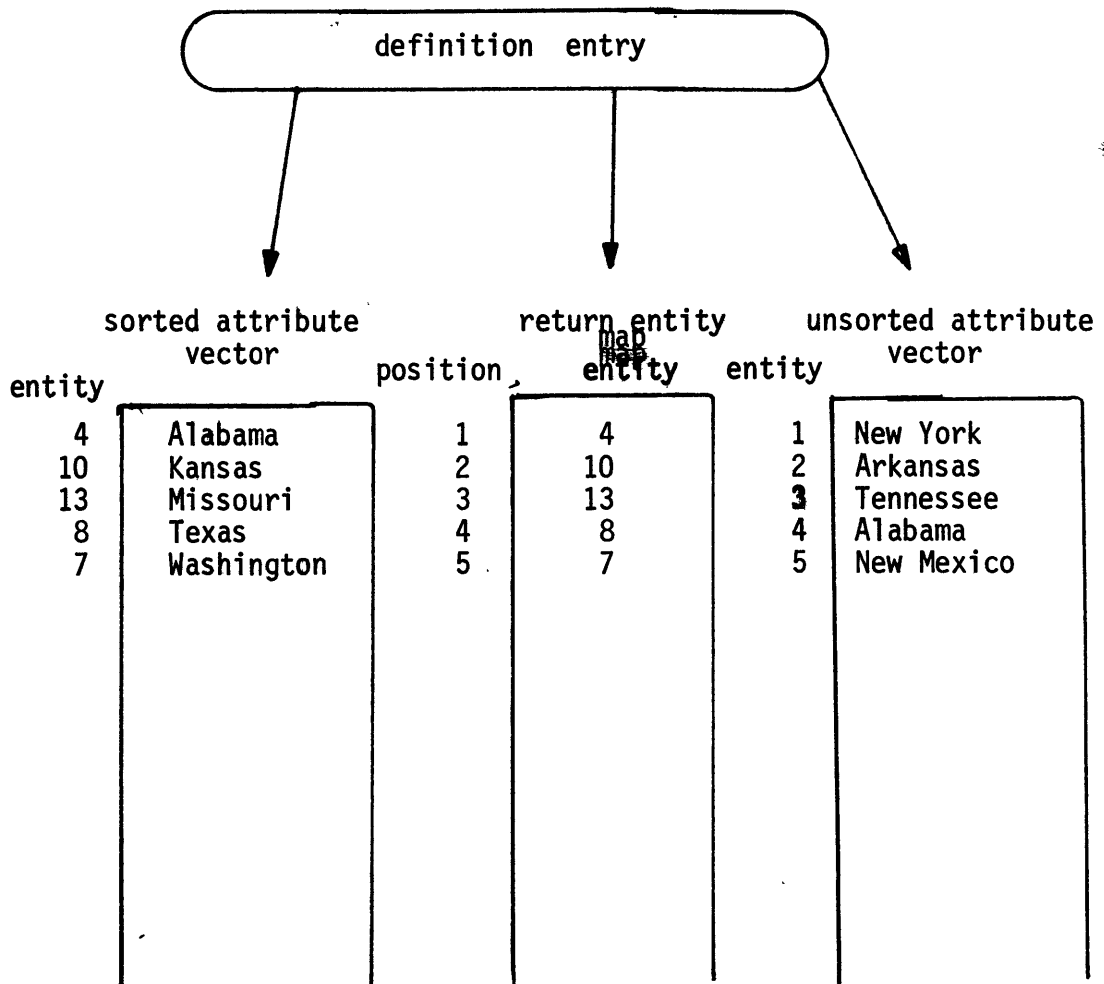 definition entry
sorted attribute
vector
entity
4 Alabama
10 Kansas
13 Missouri
8 Texas
7 Washington
return entity
map
map
position entity
1 4
2 10
3 13
4 8
5 7
unsorted attribute
vector
entity
1 New York
2 Arkansas
3 Tennessee
4 Alabama
5 New Mexico